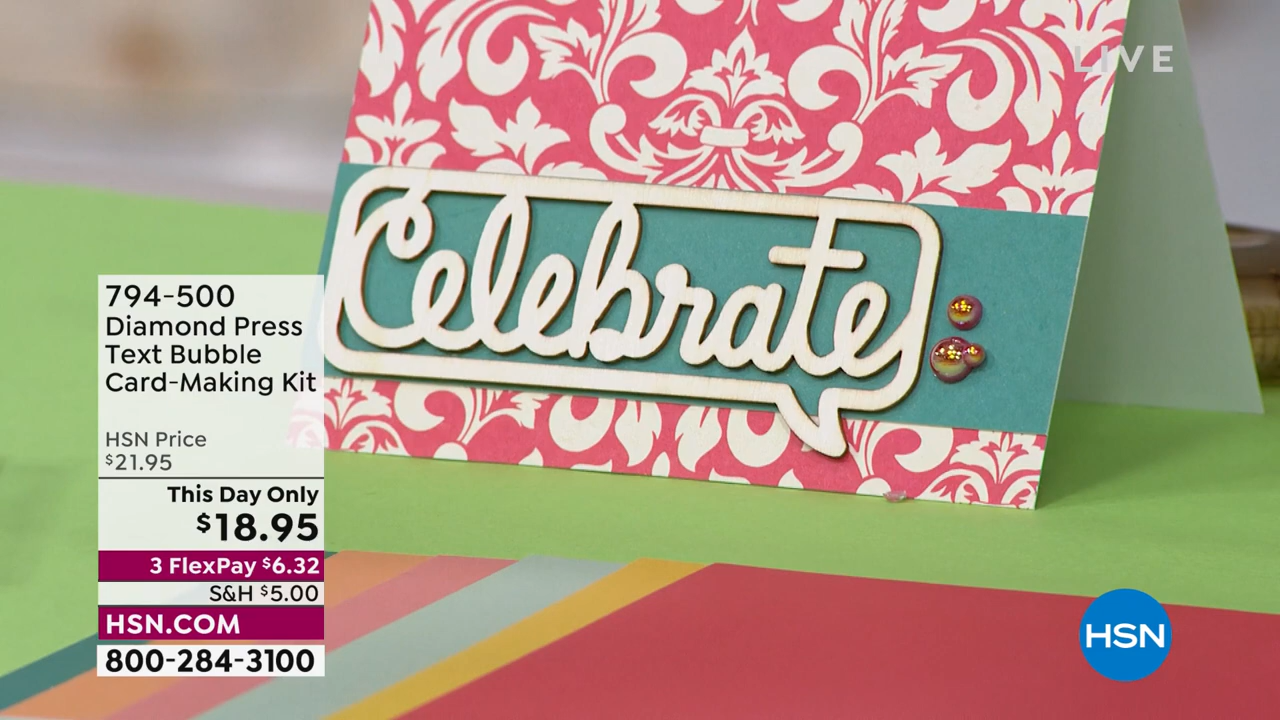 LIVE
Celebrate
794-500
Diamond Press
Text Bubble
Card-Making Kit
HSN Price
$21.95
This Day Only
$18.95
3 FlexPay $6.32
S&H $5.00
HSN.COM
800-284-3100
HSN